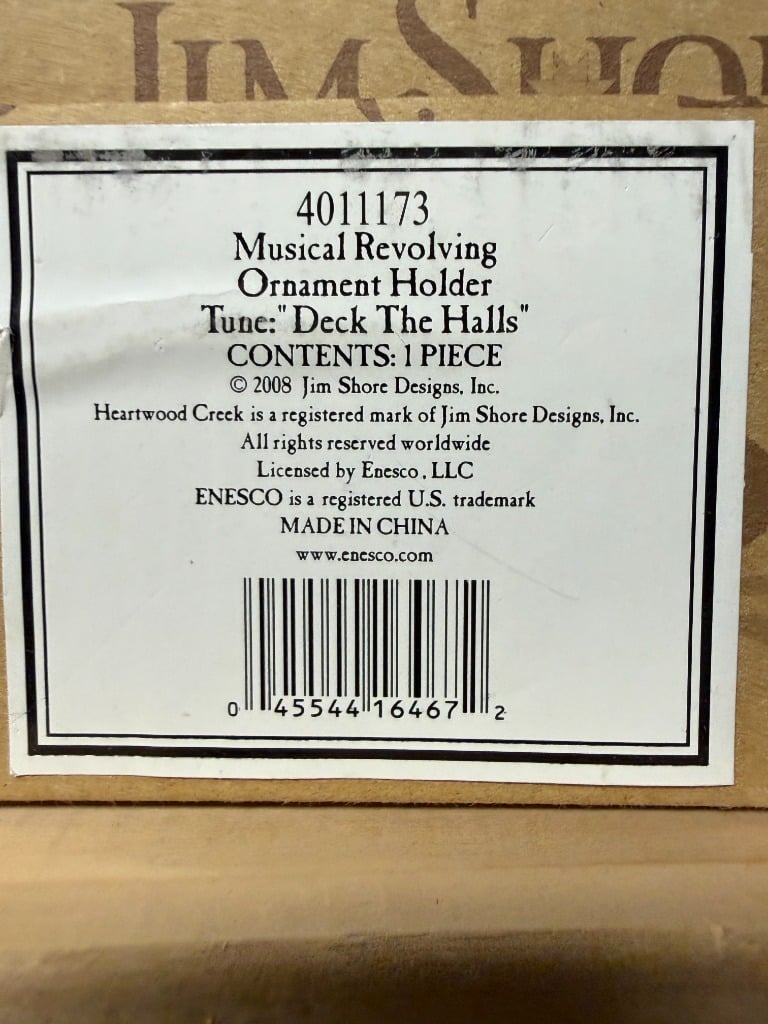 JIM SHO
4011173
Musical Revolving
Ornament Holder
Tune:" Deck The Halls"
CONTENTS: 1 PIECE
© 2008 Jim Shore Designs, Inc.
Heartwood Creek is a registered mark of Jim Shore Designs, Inc.
All rights reserved worldwide
Licensed by Enesco, LLC
ENESCO is a registered U.S. trademark
MADE IN CHINA
www.enesco.com
0 45544 16467 2